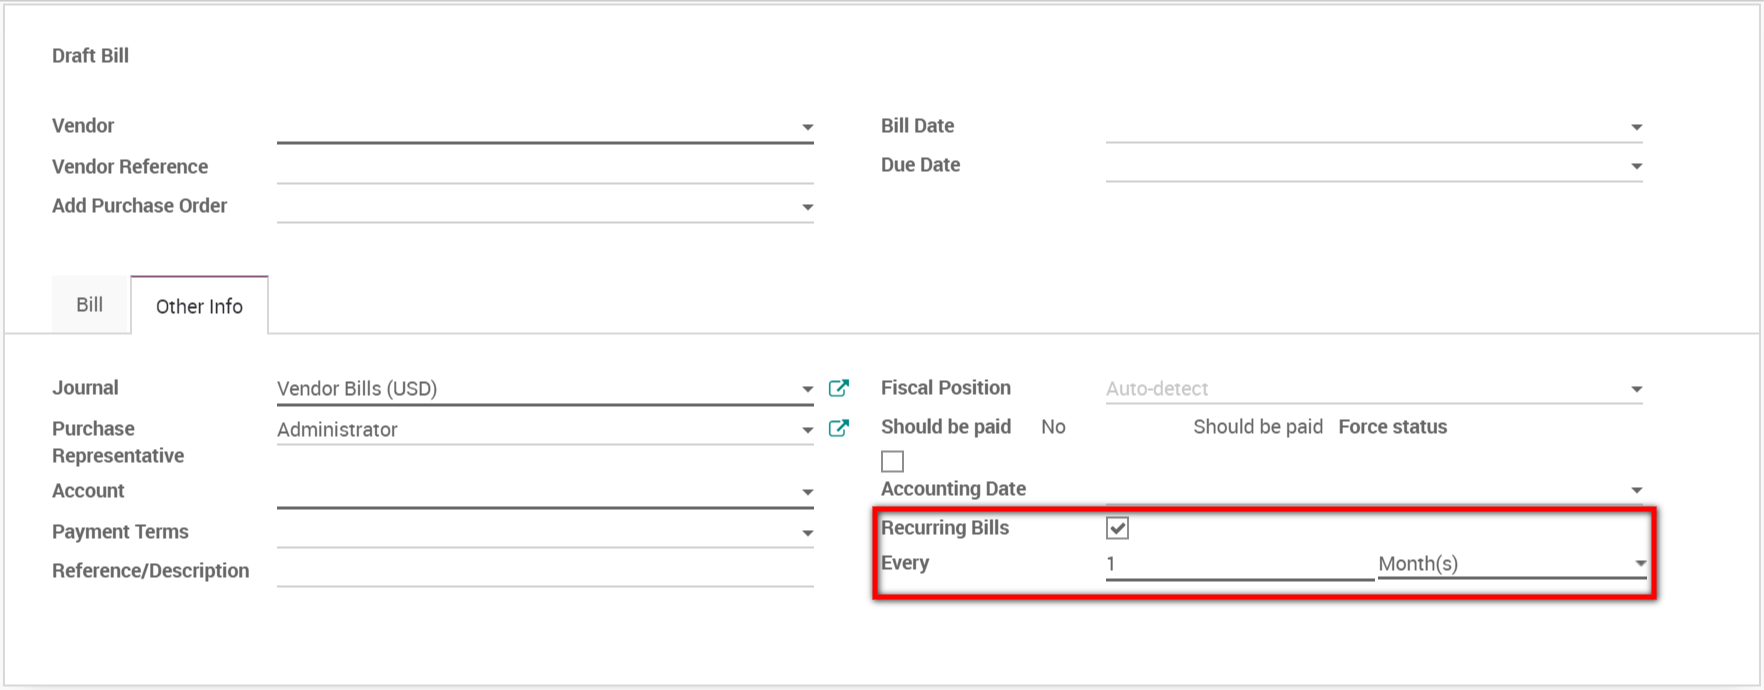 Draft Bill
Vendor
Bill Date
Vendor Reference
Due Date
Add Purchase Order
Bill
Other Info
Journal
Vendor Bills (USD)
Fiscal Position
Auto-detect
Purchase Representative
Administrator
Should be paid
No
Should be paid
Force status
Account
Accounting Date
Payment Terms
Recurring Bills
Reference/Description
Every
1
Month(s)